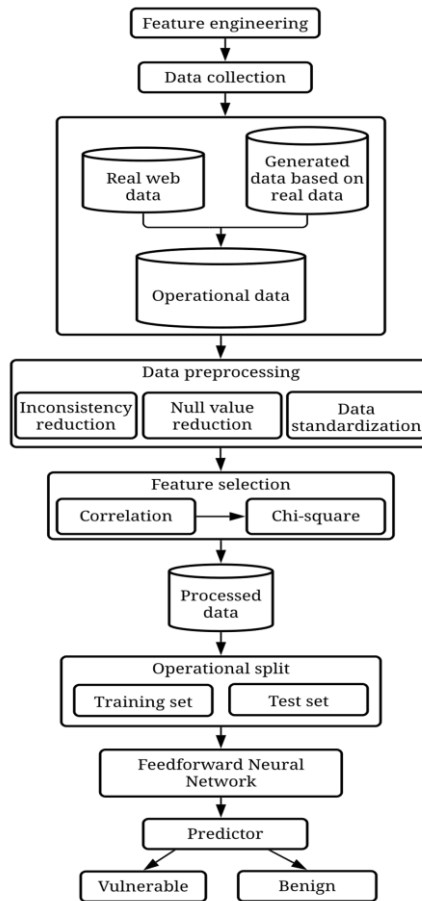 Feature engineering
Data collection
Real web
data
Generated
data based on
real data
Operational data
Data preprocessing
Inconsistency
reduction
Null value
reduction
Data
standardization
Feature selection
Correlation
Chi-square
Processed
data
Operational split
Training set
Test set
Feedforward Neural
Network
Predictor
Vulnerable
Benign